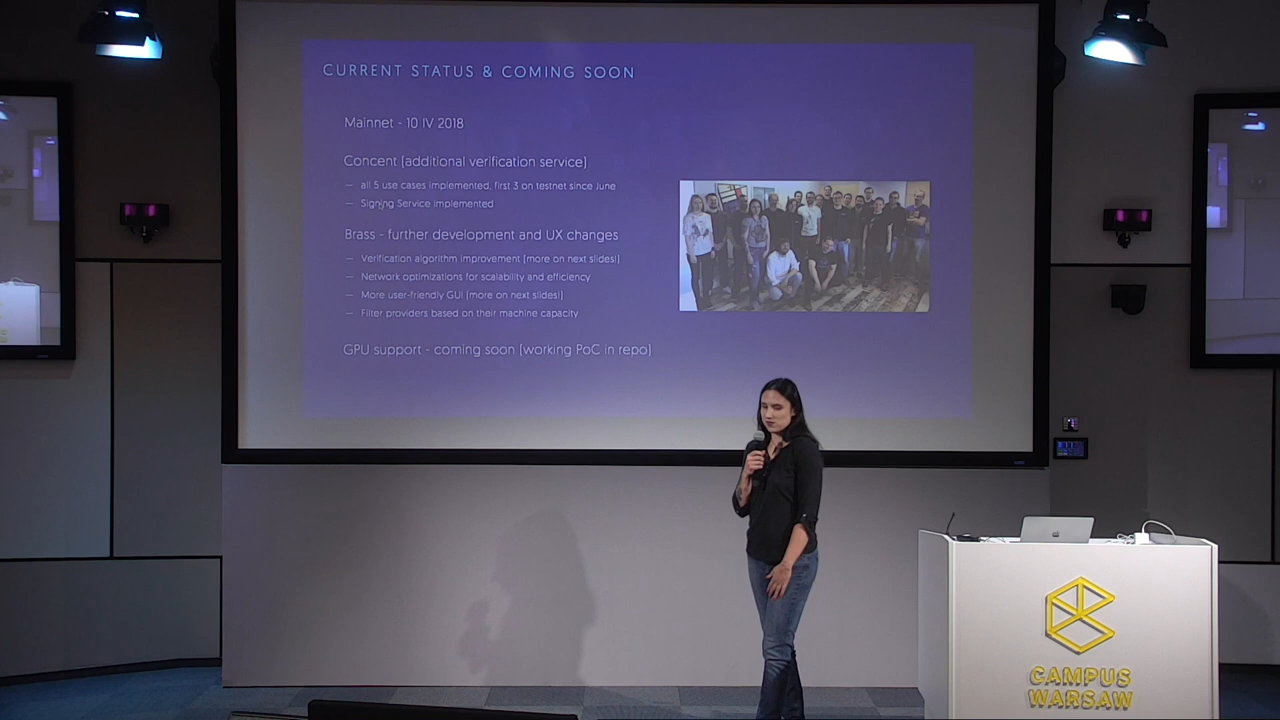 CURRENT STATUS & COMING SOON
Mainnet - 10 IV 2018
Concent (additional verification service)
— all 5 use cases implemented, first 3 on testnet since June
— Signing Service implemented
Brass - further development and UX changes
— Verification algorithm improvement (more on next slides!)
— Network optimizations for scalability and efficiency
— More user-friendly GUI (more on next slides!)
— Filter providers based on their machine capacity
GPU support - coming soon (working PoC in repo)
CAMPUS
WARSAW